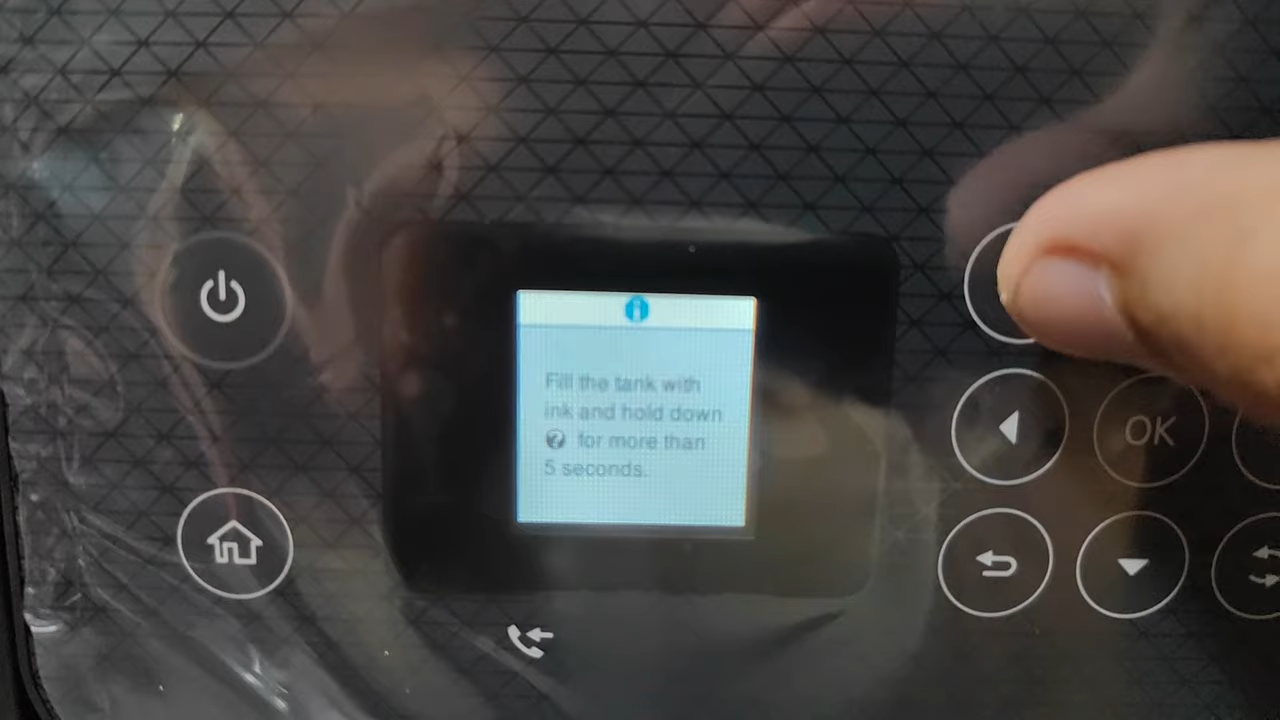 Fill the tank with
ink and hold down
? for more than
5 seconds.
OK